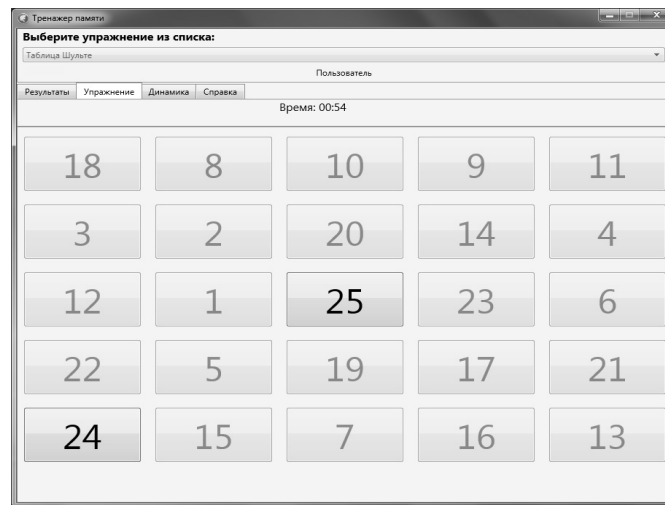 Тренажер памяти
Выберите упражнение из списка:
Таблица Шульте
Пользователь
Результаты Упражнение Динамика Справка
Время: 00:54
18 8 10 9 11
3 2 20 14 4
12 1 25 23 6
22 5 19 17 21
24 15 7 16 13